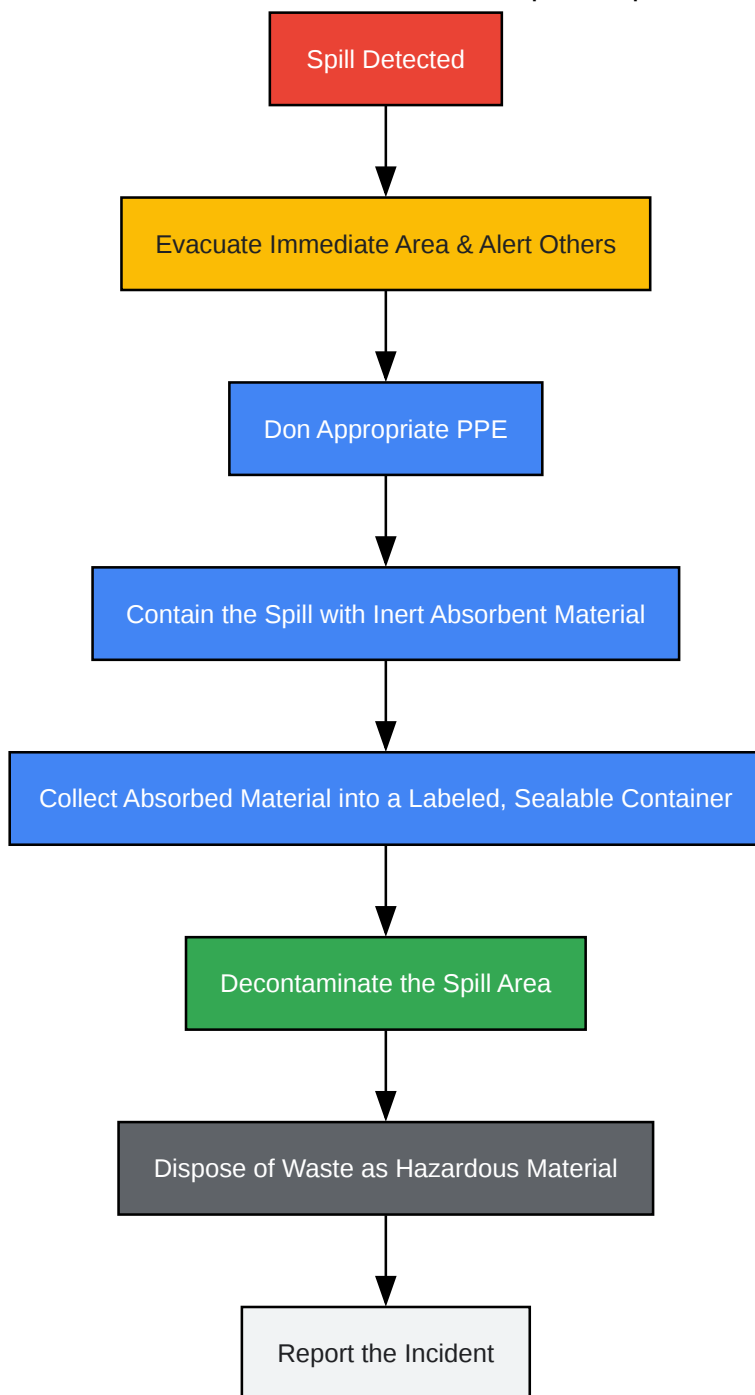 Spill Detected
Evacuate Immediate Area & Alert Others
Don Appropriate PPE
Contain the Spill with Inert Absorbent Material
Collect Absorbed Material into a Labeled, Sealable Container
Decontaminate the Spill Area
Dispose of Waste as Hazardous Material
Report the Incident